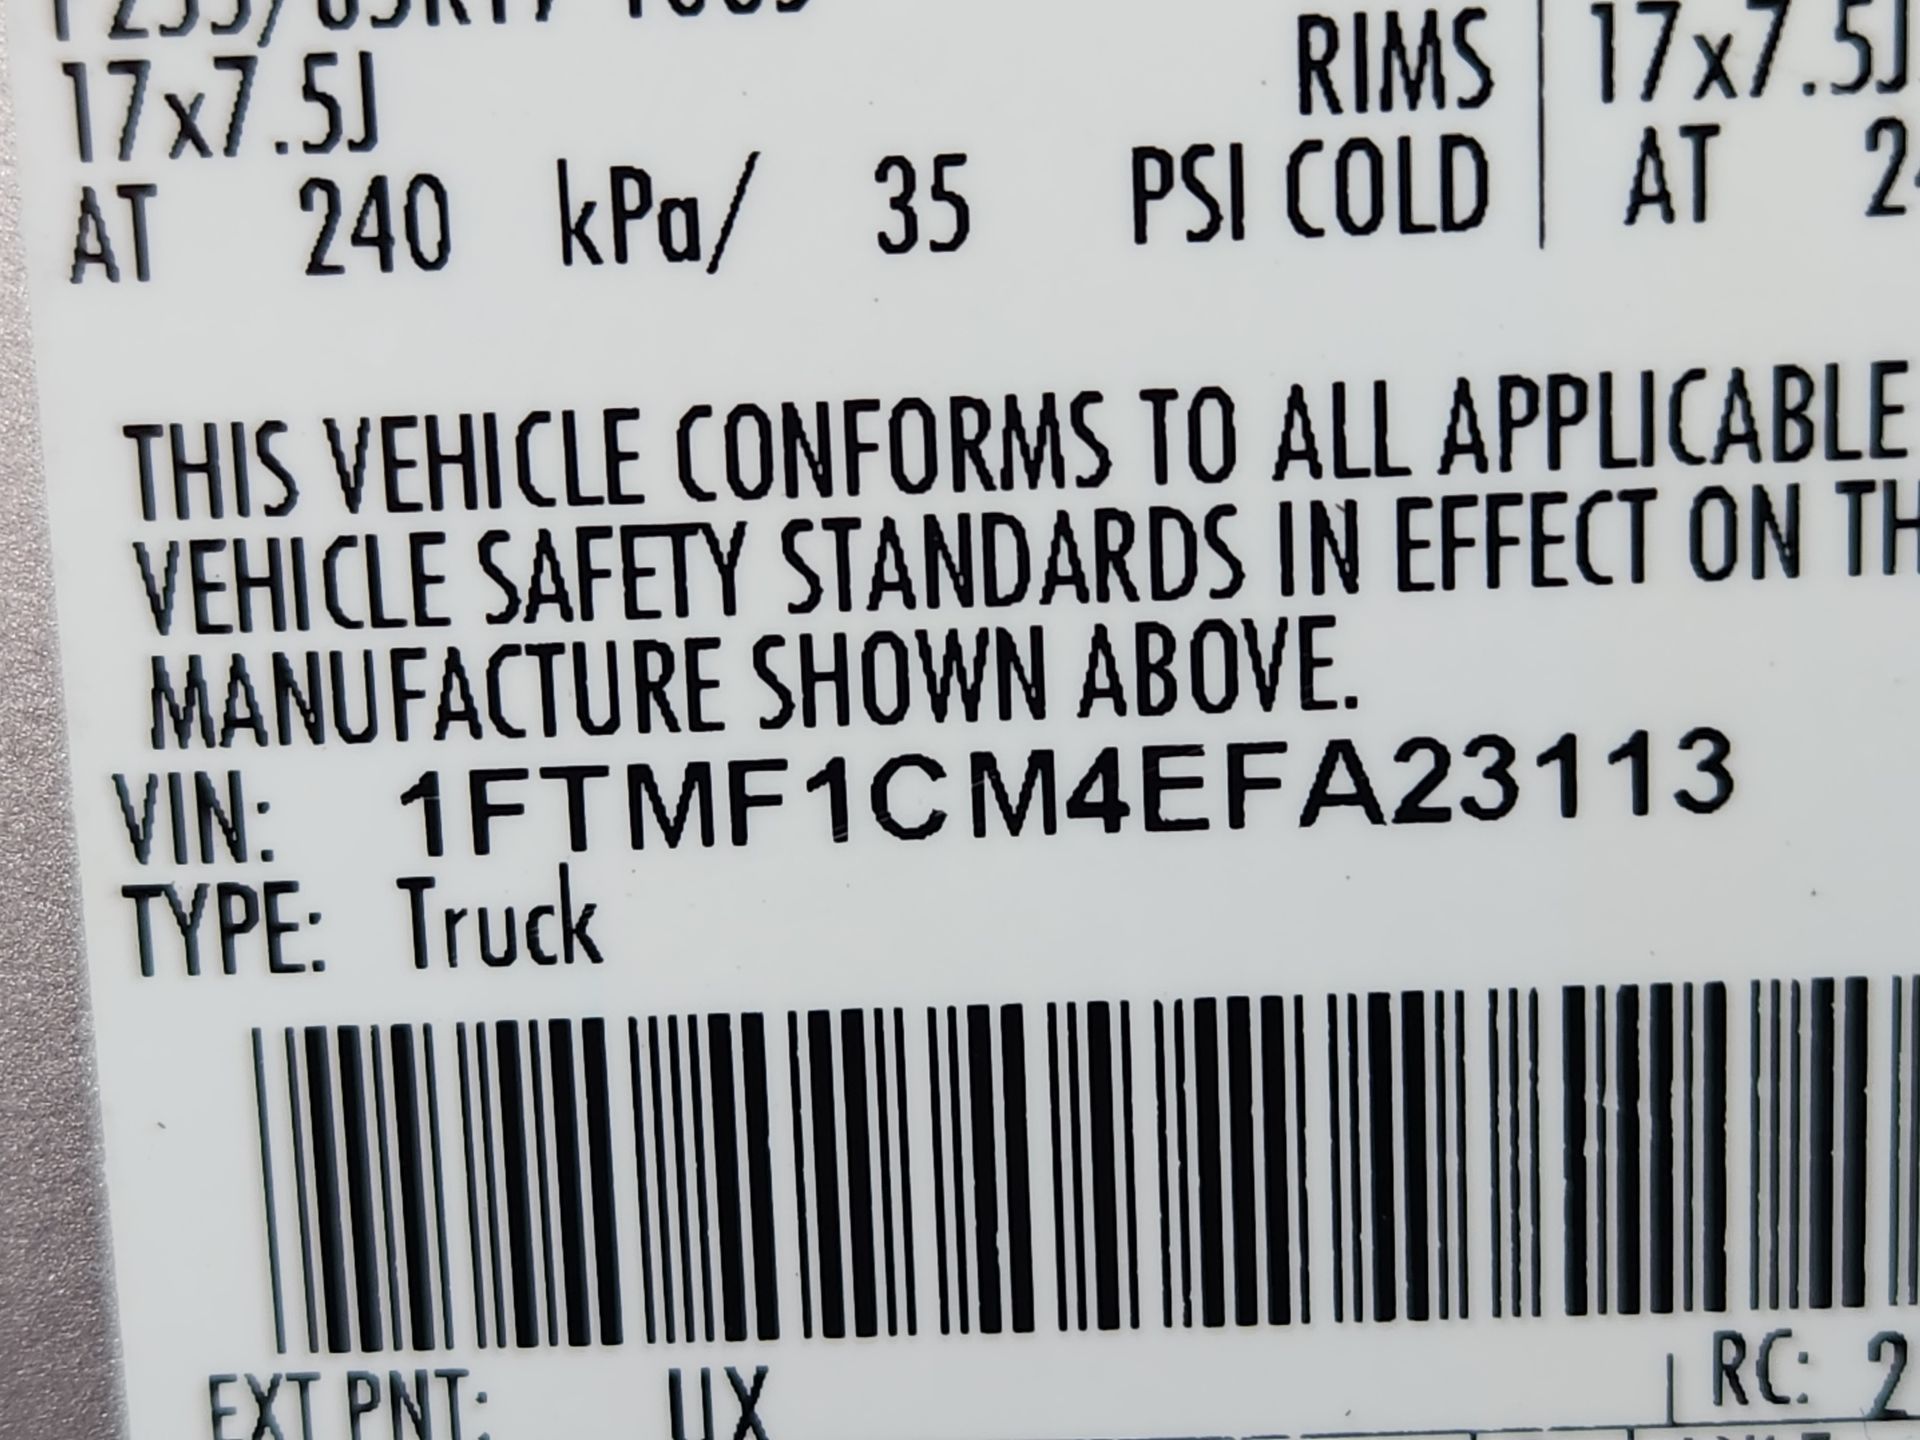 17x7.5J RIMS 17x7.5J
AT 240 kPa/ 35 PSI COLD AT
THIS VEHICLE CONFORMS TO ALL APPLICABLE
VEHICLE SAFETY STANDARDS IN EFFECT ON TH
MANUFACTURE SHOWN ABOVE.
VIN: 1FTMF1CM4EFA23113
TYPE: Truck
EXT PNT: UX RC: 2